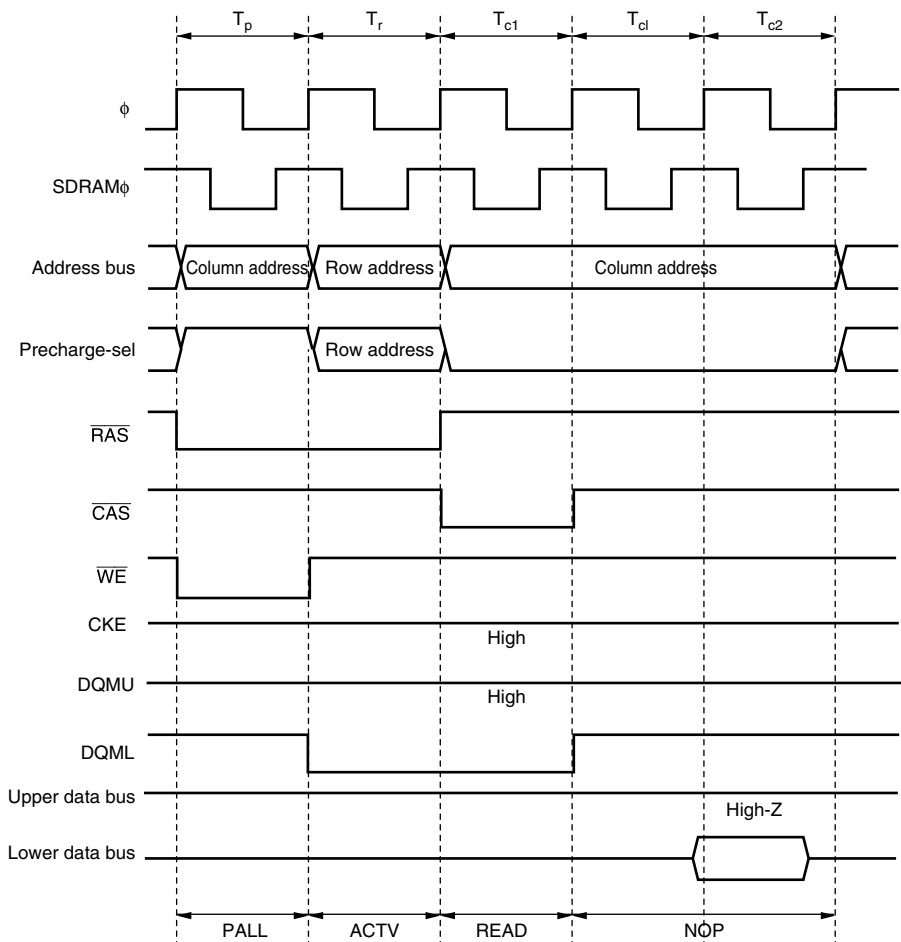 Tp Tr Tc1 Tcl Tc2
ϕ
SDRAMϕ
Address bus Column address Row address Column address
Precharge-sel Row address
RAS
CAS
WE
CKE High
DQMU High
DQML
Upper data bus High-Z
Lower data bus
PALL ACTV READ NOP